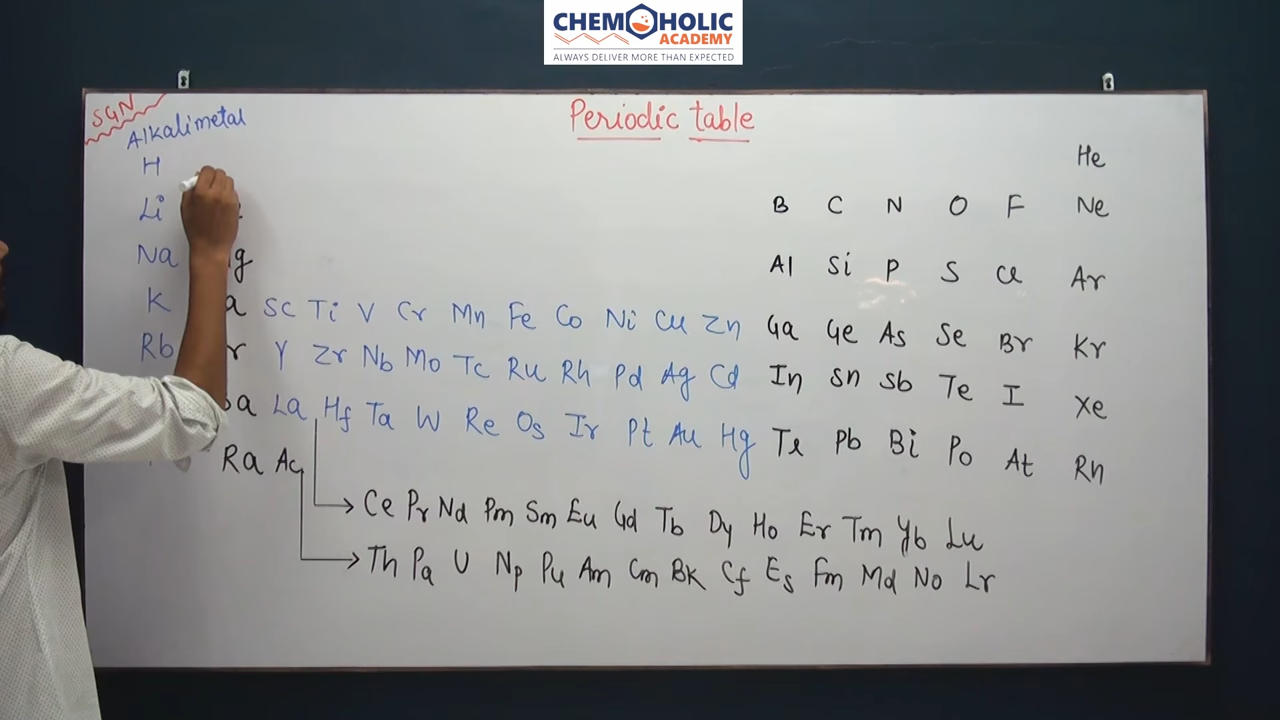 CHEMOHOLIC
ACADEMY
ALWAYS DELIVER MORE THAN EXPECTED
SGN
Periodic table
Alkalimetal
H He
Li B C N O F Ne
Na Al Si P S Cl Ar
K Sc Ti V Cr Mn Fe Co Ni Cu Zn Ga Ge As Se Br Kr
Rb Y Zr Nb Mo Tc Ru Rh Pd Ag Cd In Sn Sb Te I Xe
La Hf Ta W Re Os Ir Pt Au Hg Tl Pb Bi Po At Rn
Ra Ac
Ce Pr Nd Pm Sm Eu Gd Tb Dy Ho Er Tm Yb Lu
Th Pa U Np Pu Am Cm BK Cf Es Fm Md No Lr